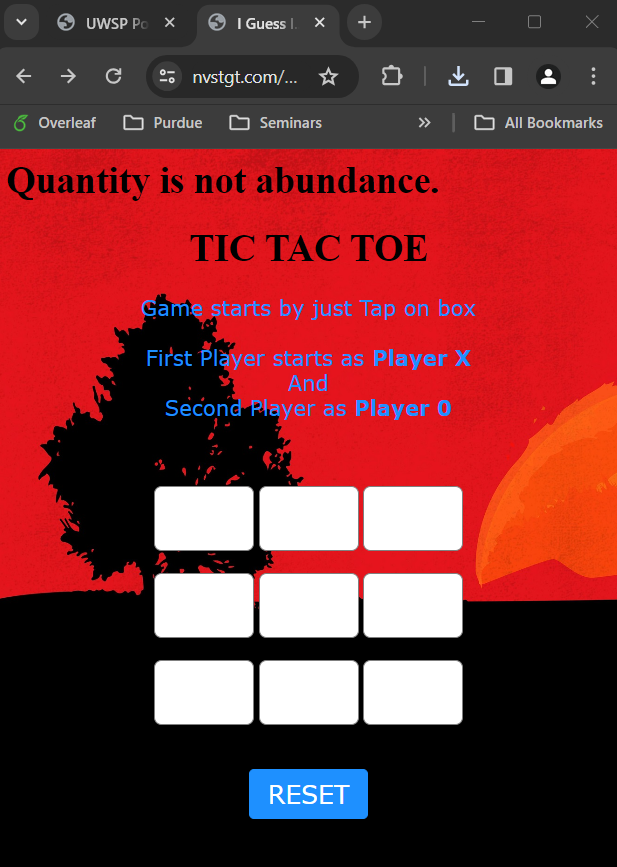 UWSP Po
I Guess I.
nvstgt.com/...
Overleaf
Purdue
Seminars
All Bookmarks
Quantity is not abundance.
TIC TAC TOE
Game starts by just Tap on box
First Player starts as Player X
And
Second Player as Player 0
RESET